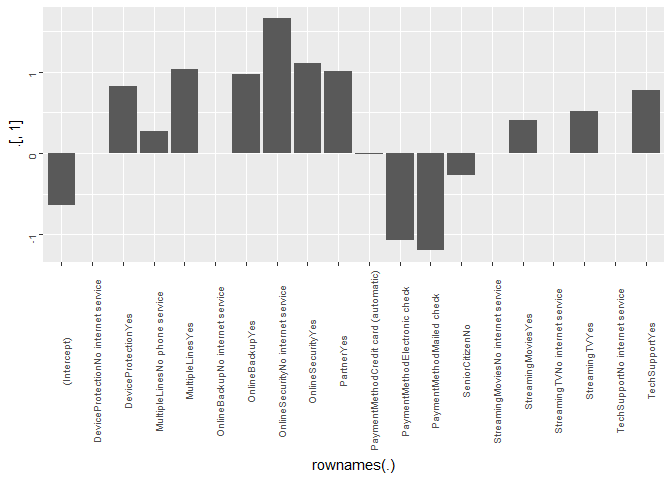 .[, 1]
1
0
-1
(Intercept)
DeviceProtectionNo internet service
DeviceProtectionYes
MultipleLinesNo phone service
MultipleLinesYes
OnlineBackupNo internet service
OnlineBackupYes
OnlineSecurityNo internet service
OnlineSecurityYes
PartnerYes
PaymentMethodCredit card (automatic)
PaymentMethodElectronic check
PaymentMethodMailed check
SeniorCitizenNo
StreamingMoviesNo internet service
StreamingMoviesYes
StreamingTVNo internet service
StreamingTVYes
TechSupportNo internet service
TechSupportYes
rownames(.)